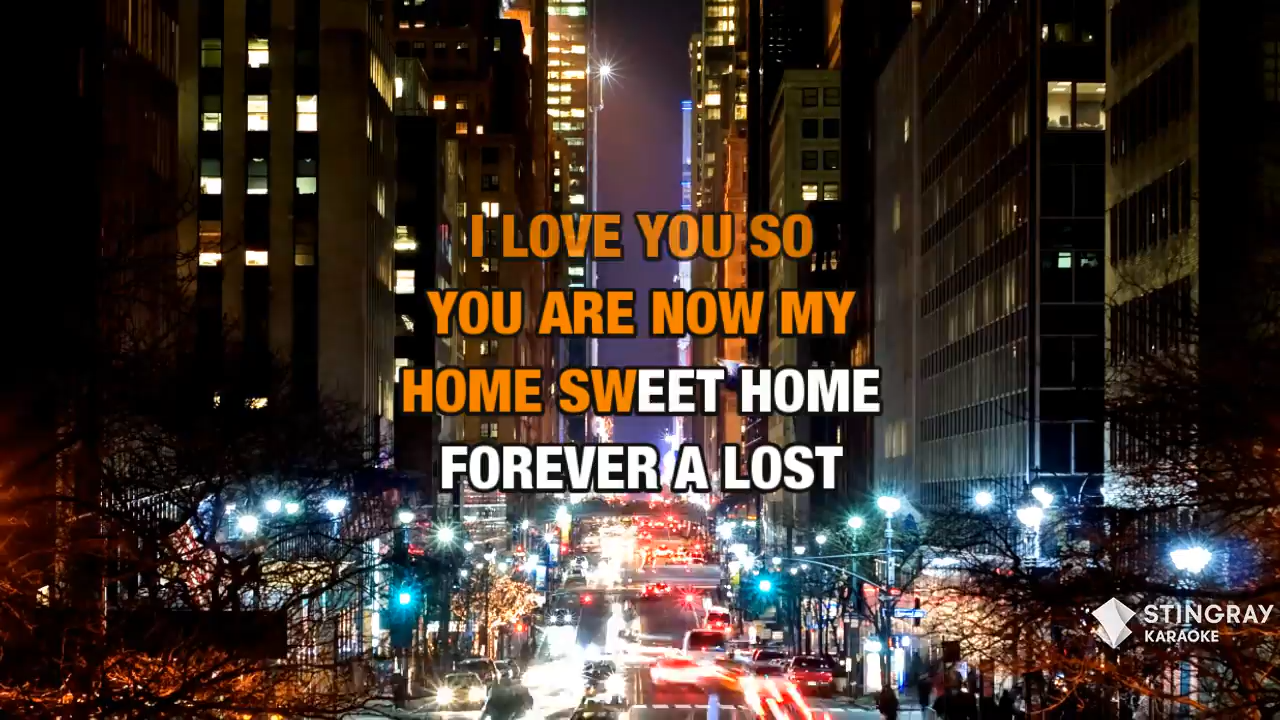 I LOVE YOU SO
YOU ARE NOW MY
HOME SWEET HOME
FOREVER A LOST
STINGRAY
KARAOKE